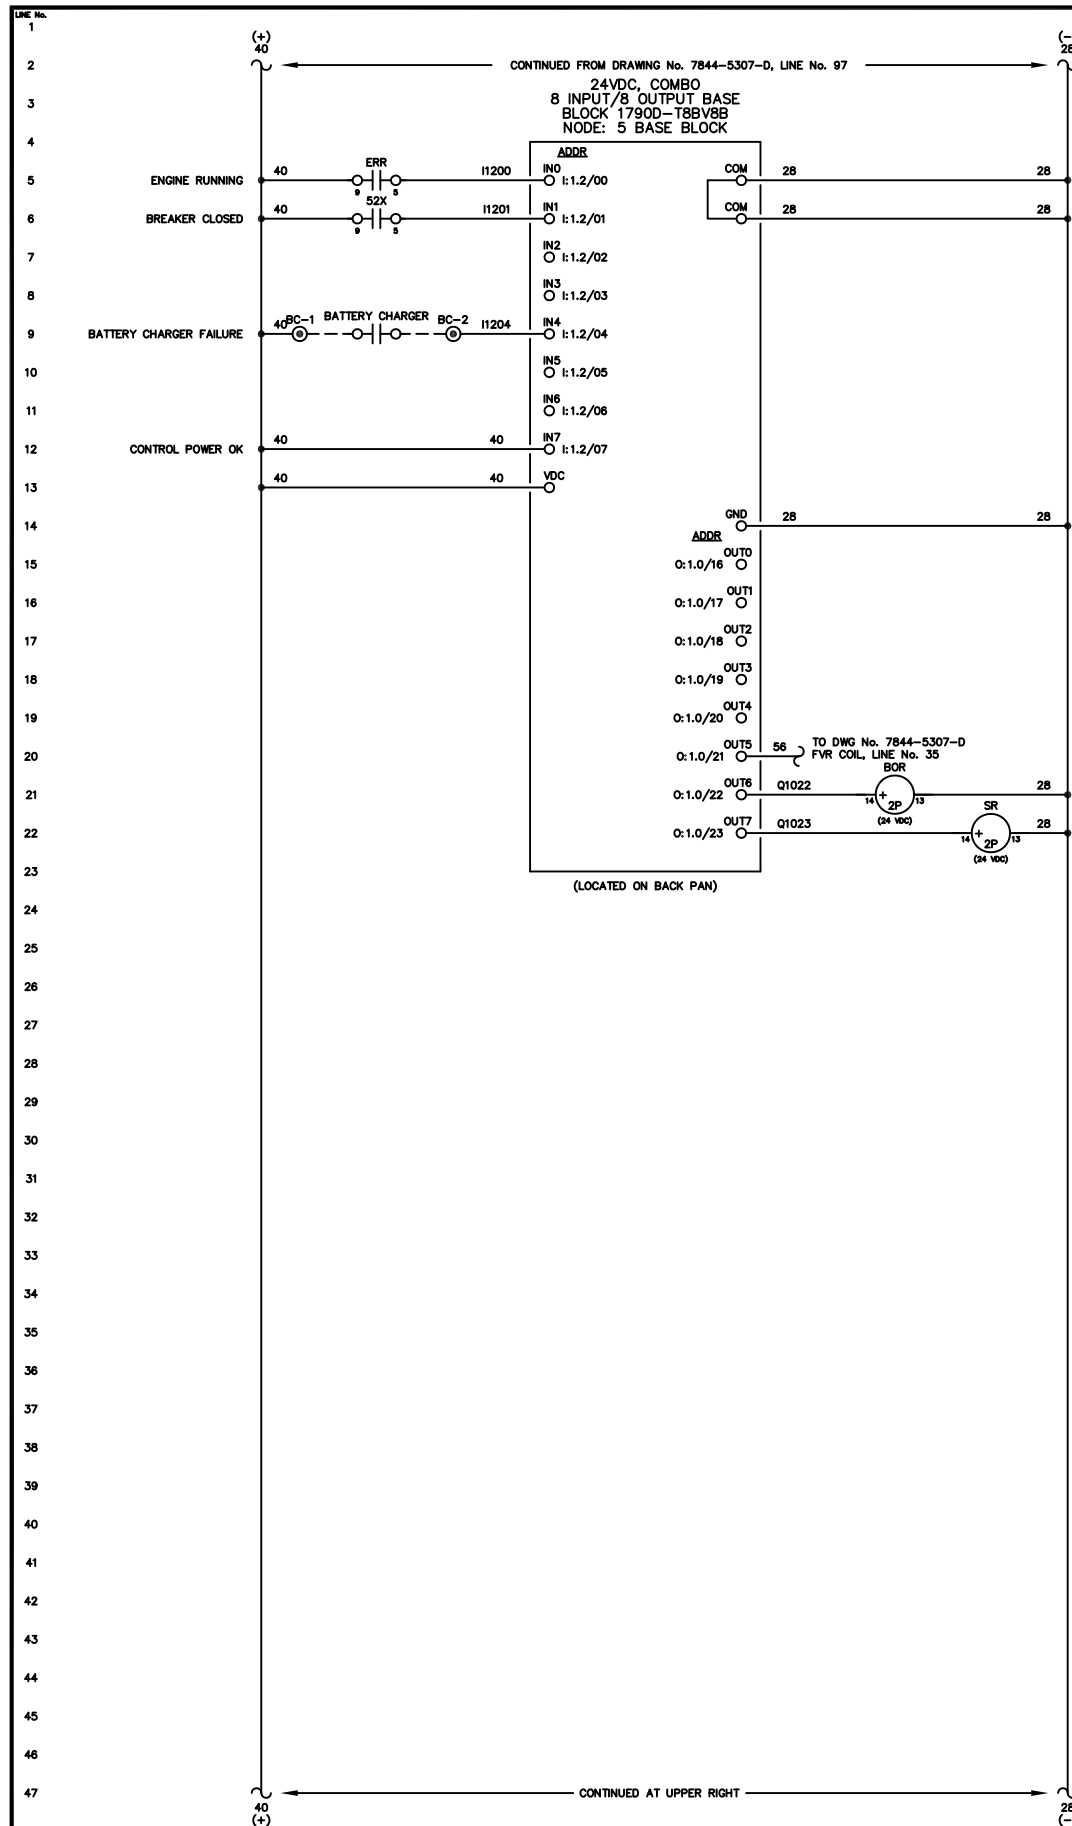 LINE No.
1
(+)
40
(-
28
2
CONTINUED FROM DRAWING No. 7844-5307-D, LINE No. 97
24VDC, COMBO
3
8 INPUT/8 OUTPUT BASE
BLOCK 1790D-T8BV8B
NODE: 5 BASE BLOCK
4
ADDR
5 ENGINE RUNNING 40 ERR 9 5 I1200 IN0 I:1.2/00 COM 28 28
6 BREAKER CLOSED 40 52X 9 5 I1201 IN1 I:1.2/01 COM 28 28
7 IN2 I:1.2/02
8 IN3 I:1.2/03
9 BATTERY CHARGER FAILURE 40 BC-1 BATTERY CHARGER BC-2 I1204 IN4 I:1.2/04
10 IN5 I:1.2/05
11 IN6 I:1.2/06
12 CONTROL POWER OK 40 40 IN7 I:1.2/07
13 40 40 VDC
14 GND 28 28
ADDR
15 O:1.0/16 OUT0
16 O:1.0/17 OUT1
17 O:1.0/18 OUT2
18 O:1.0/19 OUT3
19 O:1.0/20 OUT4
20 O:1.0/21 OUT5 56 TO DWG No. 7844-5307-D
FVR COIL, LINE No. 35
21 O:1.0/22 OUT6 Q1022 BOR 14 + 2P 13 (24 VDC) 28
22 O:1.0/23 OUT7 Q1023 SR 14 + 2P 13 (24 VDC) 28
23
(LOCATED ON BACK PAN)
24
25
26
27
28
29
30
31
32
33
34
35
36
37
38
39
40
41
42
43
44
45
46
47 CONTINUED AT UPPER RIGHT
40
(+)
28
(-